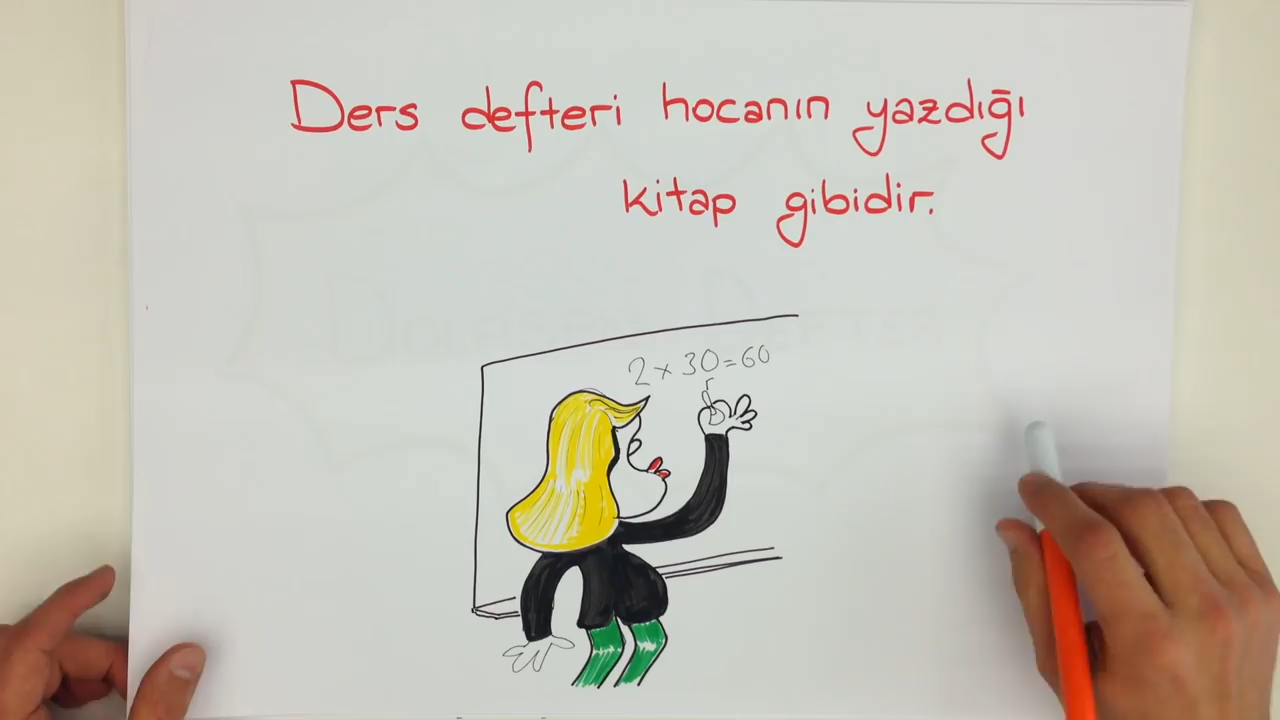 Ders defteri hocanın yazdığı
kitap gibidir.
2 x 30 = 60